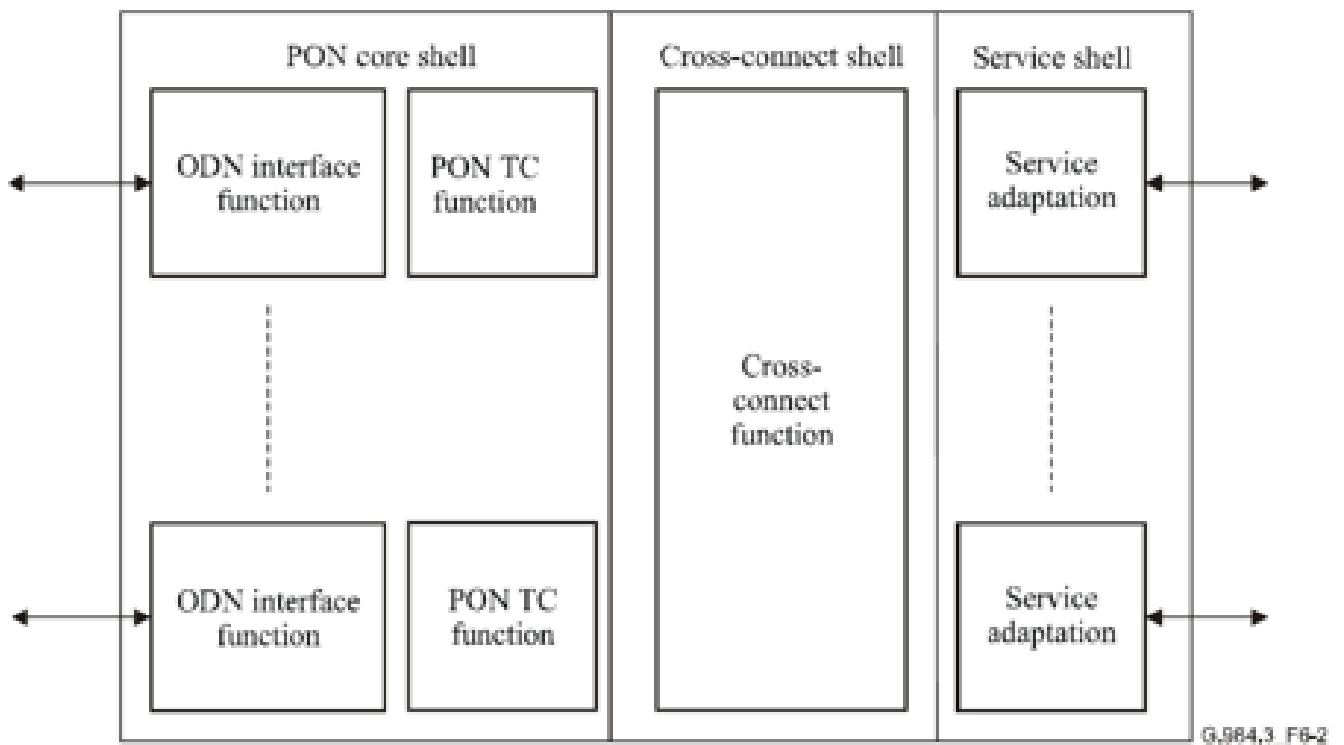 PON core shell
Cross-connect shell
Service shell
ODN interface
function
PON TC
function
Service
adaptation
Cross-
connect
function
ODN interface
function
PON TC
function
Service
adaptation
G.984.3_F6-2